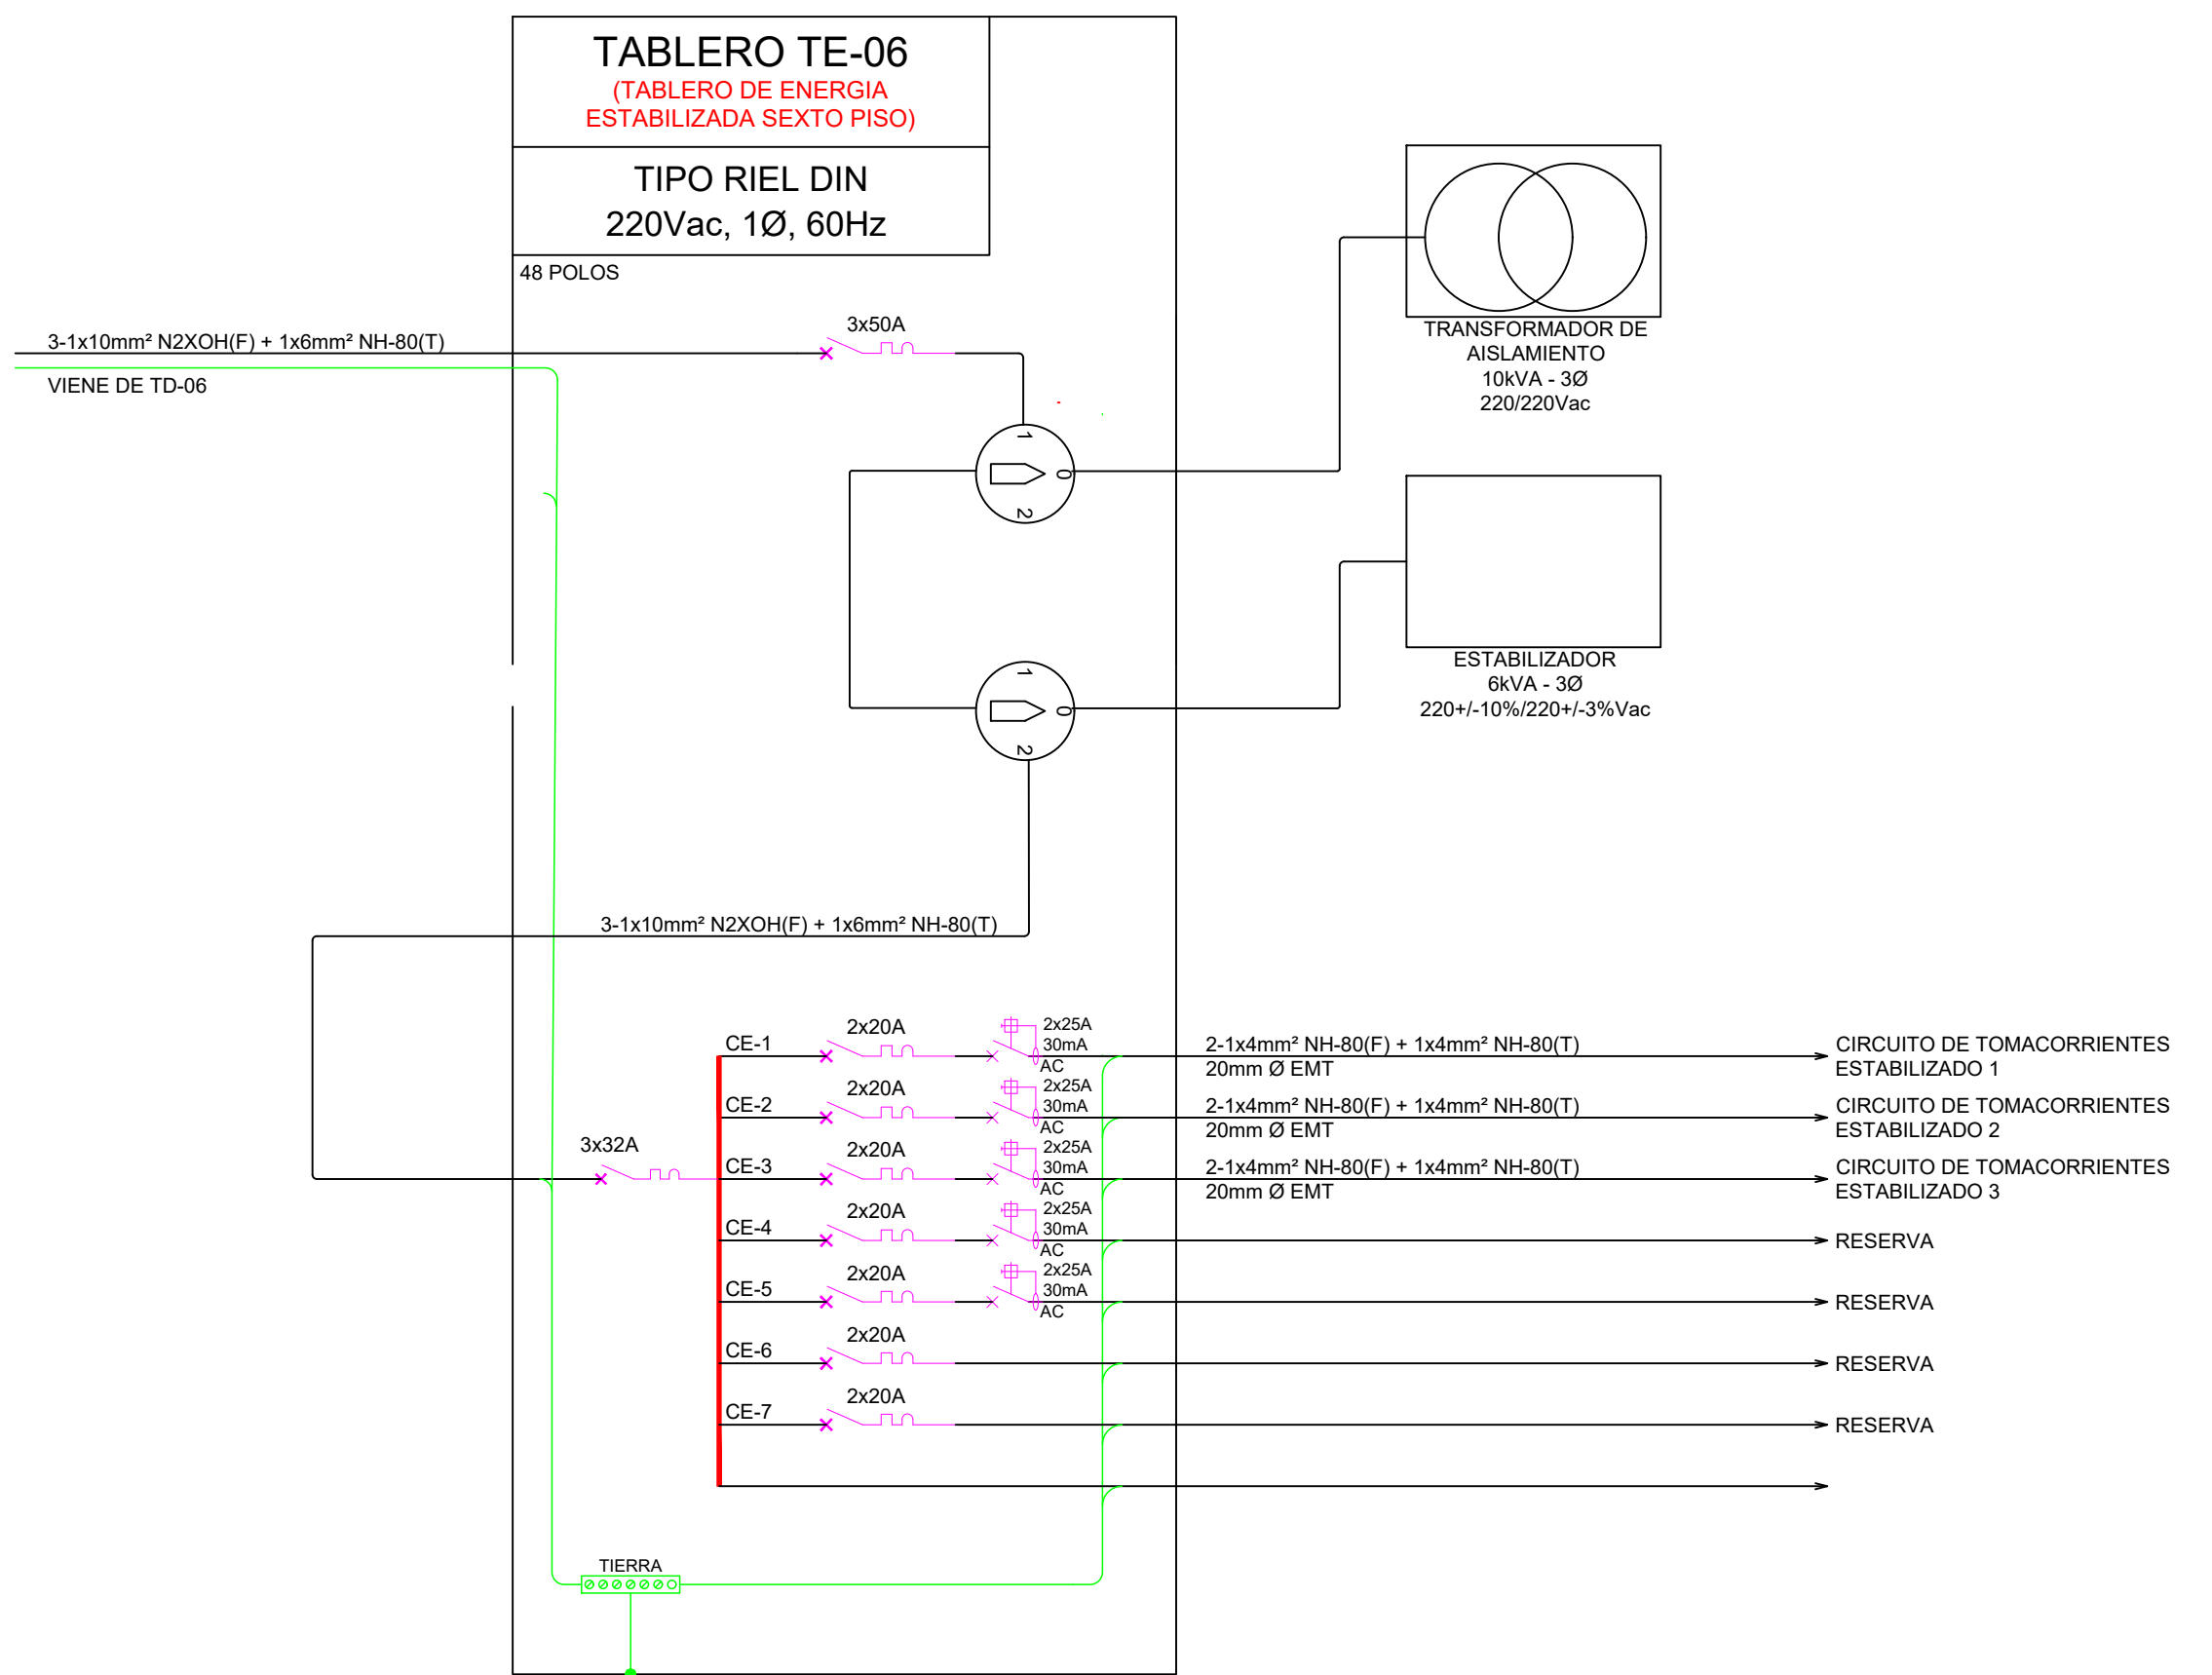 TABLERO TE-06
(TABLERO DE ENERGIA
ESTABILIZADA SEXTO PISO)
TIPO RIEL DIN
220Vac, 1Ø, 60Hz
48 POLOS
3-1x10mm² N2XOH(F) + 1x6mm² NH-80(T)
VIENE DE TD-06
3x50A
1
0
2
TRANSFORMADOR DE
AISLAMIENTO
10kVA - 3Ø
220/220Vac
1
0
2
ESTABILIZADOR
6kVA - 3Ø
220+/-10%/220+/-3%Vac
3-1x10mm² N2XOH(F) + 1x6mm² NH-80(T)
3x32A
CE-1
2x20A
2x25A
30mA
AC
2-1x4mm² NH-80(F) + 1x4mm² NH-80(T)
20mm Ø EMT
CIRCUITO DE TOMACORRIENTES
ESTABILIZADO 1
CE-2
2x20A
2x25A
30mA
AC
2-1x4mm² NH-80(F) + 1x4mm² NH-80(T)
20mm Ø EMT
CIRCUITO DE TOMACORRIENTES
ESTABILIZADO 2
CE-3
2x20A
2x25A
30mA
AC
2-1x4mm² NH-80(F) + 1x4mm² NH-80(T)
20mm Ø EMT
CIRCUITO DE TOMACORRIENTES
ESTABILIZADO 3
CE-4
2x20A
2x25A
30mA
AC
RESERVA
CE-5
2x20A
2x25A
30mA
AC
RESERVA
CE-6
2x20A
RESERVA
CE-7
2x20A
RESERVA
TIERRA